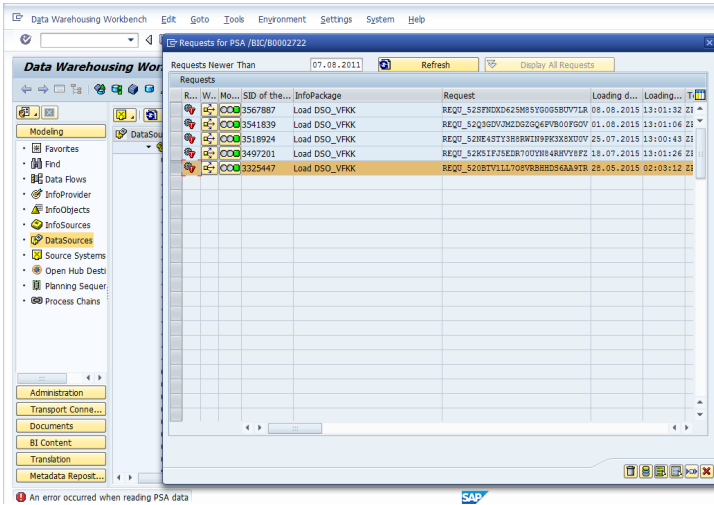 Data Warehousing Workbench Edit Goto Tools Environment Settings System Help
Requests for PSA /BIC/B0002722
Data Warehousing Wor
Requests Newer Than 07.08.2011 Refresh Display All Requests
Requests
R... W... Mo... SID of the... InfoPackage Request Loading d... Loading...
3567887 Load DSO_VFKK REQU_52SFNDXD625M85YG0G5BUV7LR 08.08.2015 13:01:32
3541839 Load DSO_VFKK REQU_52Q3GDVJMZDGZGQ6FVB00FGOV 01.08.2015 13:01:06
3518924 Load DSO_VFKK REQU_52NE4STY3H8RWIN9PK3X8XU0V 25.07.2015 13:00:43
3497201 Load DSO_VFKK REQU_52K5IFJ5EDR70UYN84RHVY8FZ 18.07.2015 13:01:26
3325447 Load DSO_VFKK REQU_520BTV1LL708VRBHHDS6AA9TR 28.05.2015 02:03:12
Modeling
Favorites
Find
Data Flows
InfoProvider
InfoObjects
InfoSources
DataSources
Source Systems
Open Hub Desti
Planning Sequer
Process Chains
DataSou
Administration
Transport Conne...
Documents
BI Content
Translation
Metadata Reposit...
An error occurred when reading PSA data
SAP